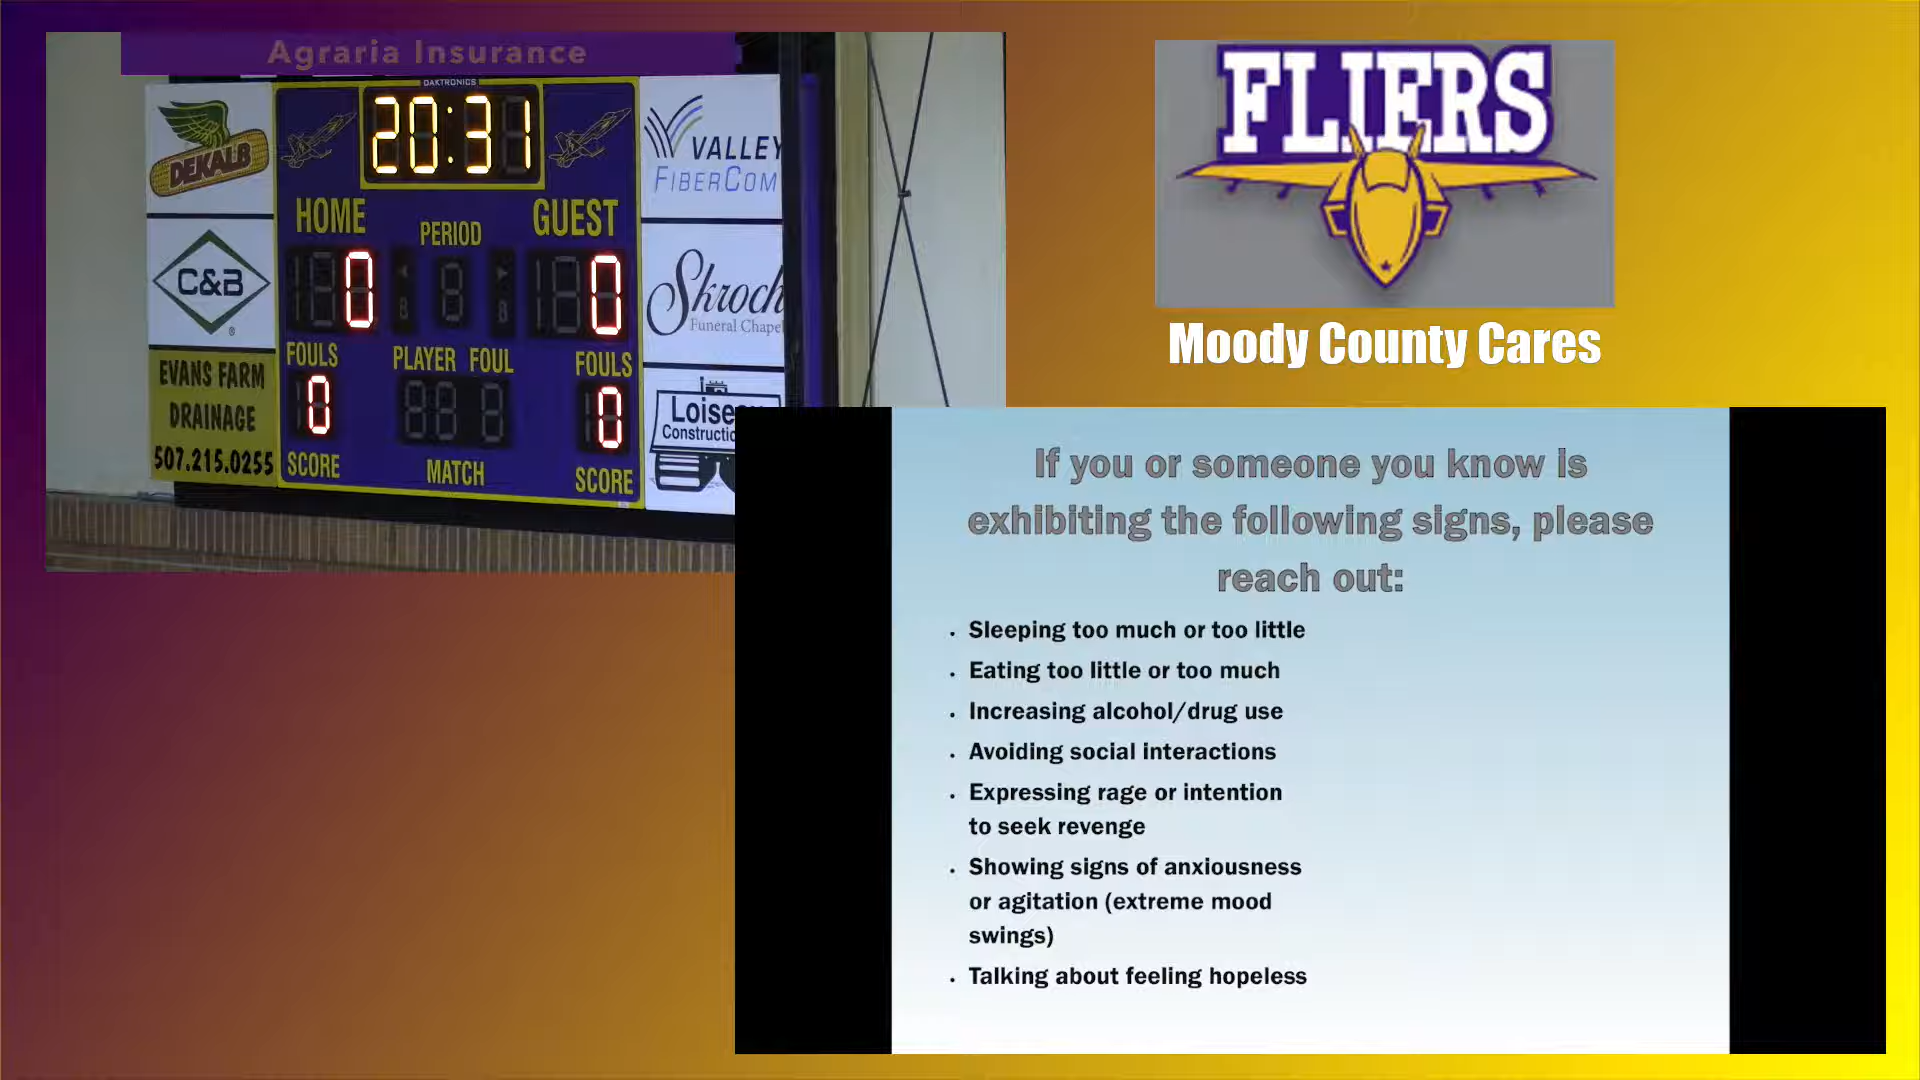 Agraria Insurance
DAKTRONICS
DEKALB
20:31
VALLEY
FIBERCOM
HOME
PERIOD
GUEST
C&B
0
0
Skroch
Funeral Chape
FOULS
PLAYER FOUL
FOULS
EVANS FARM
DRAINAGE
507.215.0255
0
0
Loise
Constructio
SCORE
MATCH
SCORE
FLIERS
Moody County Cares
If you or someone you know is
exhibiting the following signs, please
reach out:
• Sleeping too much or too little
• Eating too little or too much
• Increasing alcohol/drug use
• Avoiding social interactions
• Expressing rage or intention
to seek revenge
• Showing signs of anxiousness
or agitation (extreme mood
swings)
• Talking about feeling hopeless